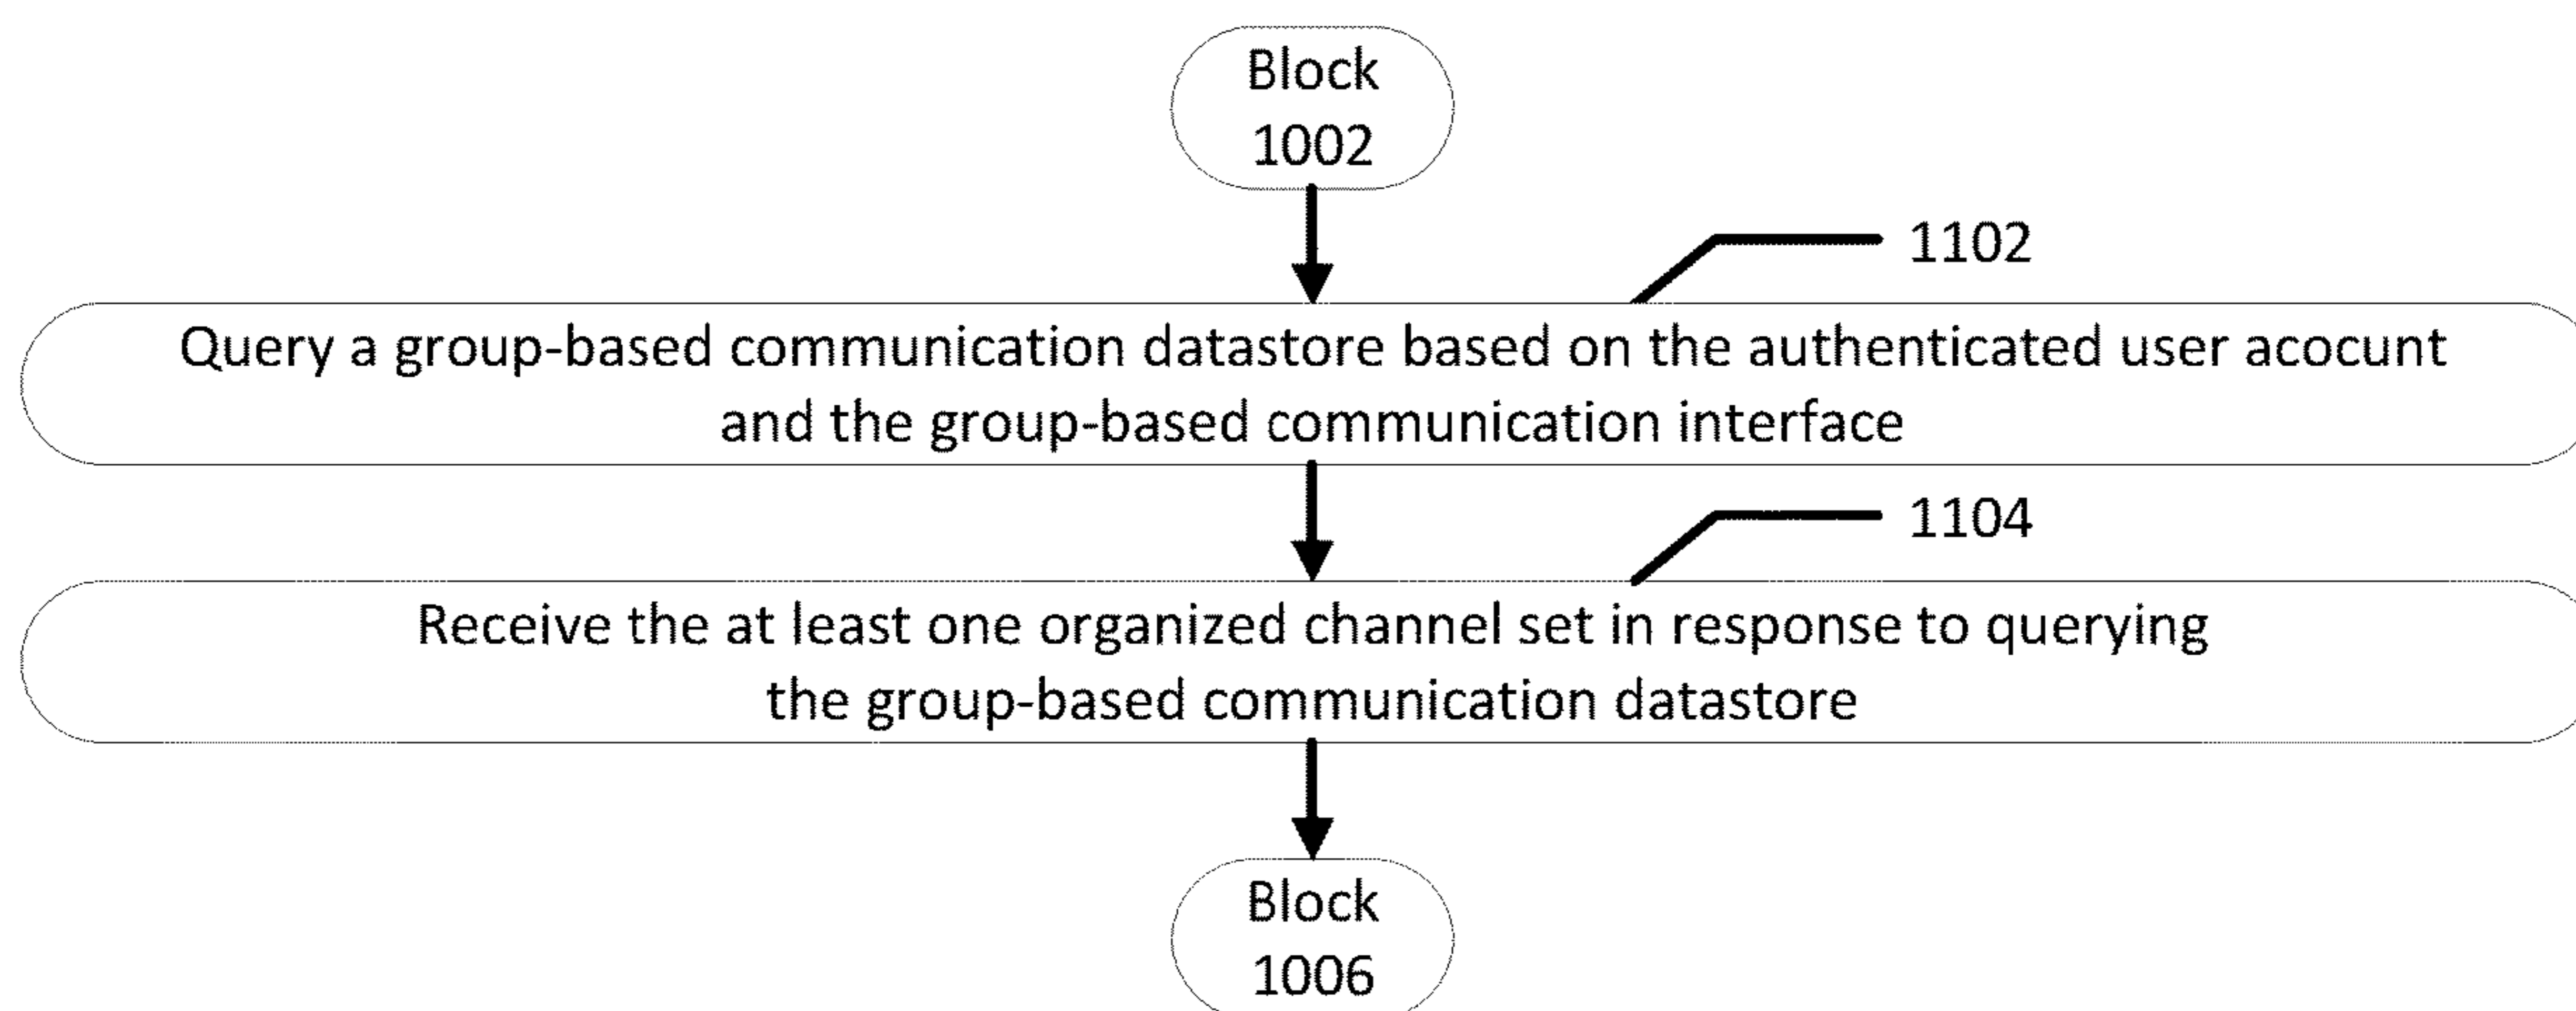 Block
1002
1102
Query a group-based communication datastore based on the authenticated user acocunt
and the group-based communication interface
1104
Receive the at least one organized channel set in response to querying
the group-based communication datastore
Block
1006